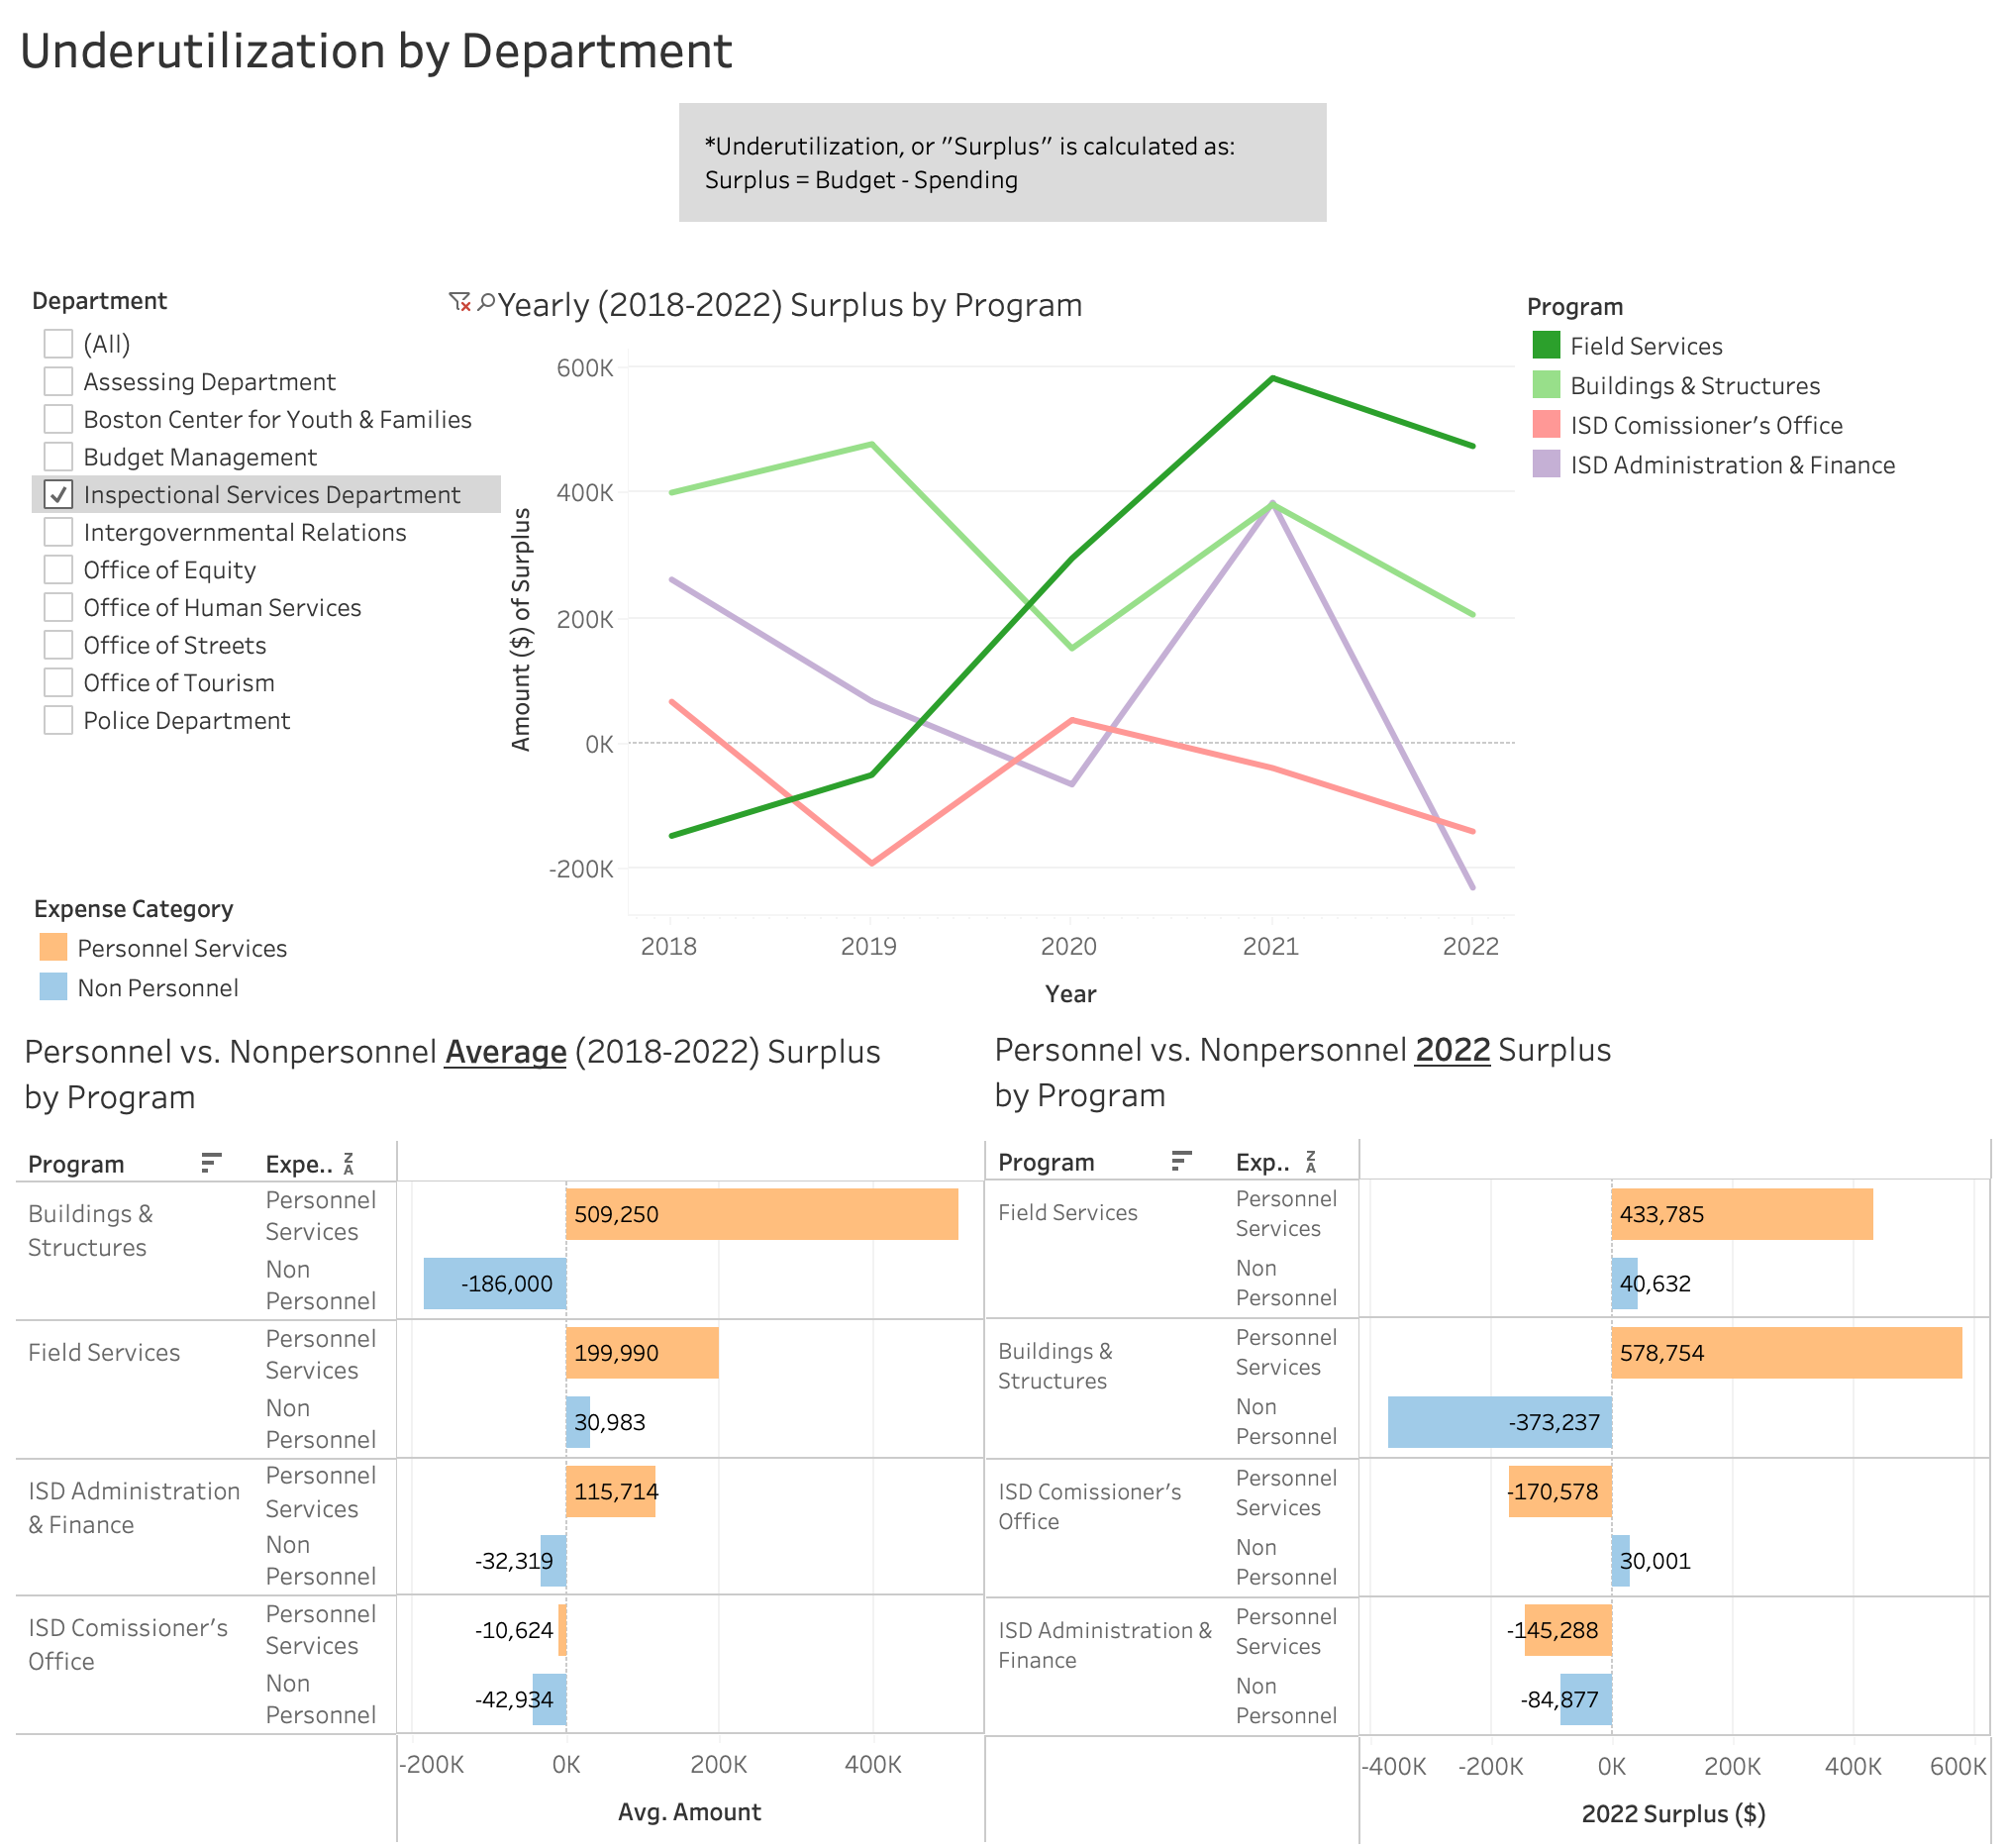 Underutilization by Department
*Underutilization, or "Surplus" is calculated as:
Surplus = Budget - Spending
Department
(All)
Assessing Department
Boston Center for Youth & Families
Budget Management
Inspectional Services Department
Intergovernmental Relations
Office of Equity
Office of Human Services
Office of Streets
Office of Tourism
Police Department
Expense Category
Personnel Services
Non Personnel
Yearly (2018-2022) Surplus by Program
Amount ($) of Surplus
600K
400K
200K
0K
-200K
2018 2019 2020 2021 2022
Year
Program
Field Services
Buildings & Structures
ISD Comissioner's Office
ISD Administration & Finance
Personnel vs. Nonpersonnel Average (2018-2022) Surplus
by Program
Program Expe..
Buildings &
Structures
Personnel
Services
509,250
Non
Personnel
-186,000
Field Services
Personnel
Services
199,990
Non
Personnel
30,983
ISD Administration
& Finance
Personnel
Services
115,714
Non
Personnel
-32,319
ISD Comissioner's
Office
Personnel
Services
-10,624
Non
Personnel
-42,934
-200K 0K 200K 400K
Avg. Amount
Personnel vs. Nonpersonnel 2022 Surplus
by Program
Program Exp..
Field Services
Personnel
Services
433,785
Non
Personnel
40,632
Buildings &
Structures
Personnel
Services
578,754
Non
Personnel
-373,237
ISD Comissioner's
Office
Personnel
Services
-170,578
Non
Personnel
30,001
ISD Administration &
Finance
Personnel
Services
-145,288
Non
Personnel
-84,877
-400K -200K 0K 200K 400K 600K
2022 Surplus ($)